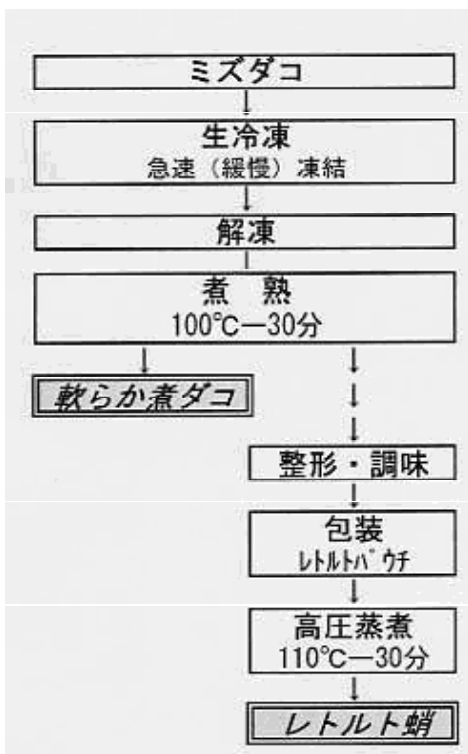 ミズダコ
生冷凍
急速(緩慢)凍結
解凍
煮 熟
100℃―30分
軟らか煮ダコ
整形・調味
包装
ﾚﾄﾙﾄﾊﾟｳﾁ
高圧蒸煮
110℃―30分
レトルト蛸